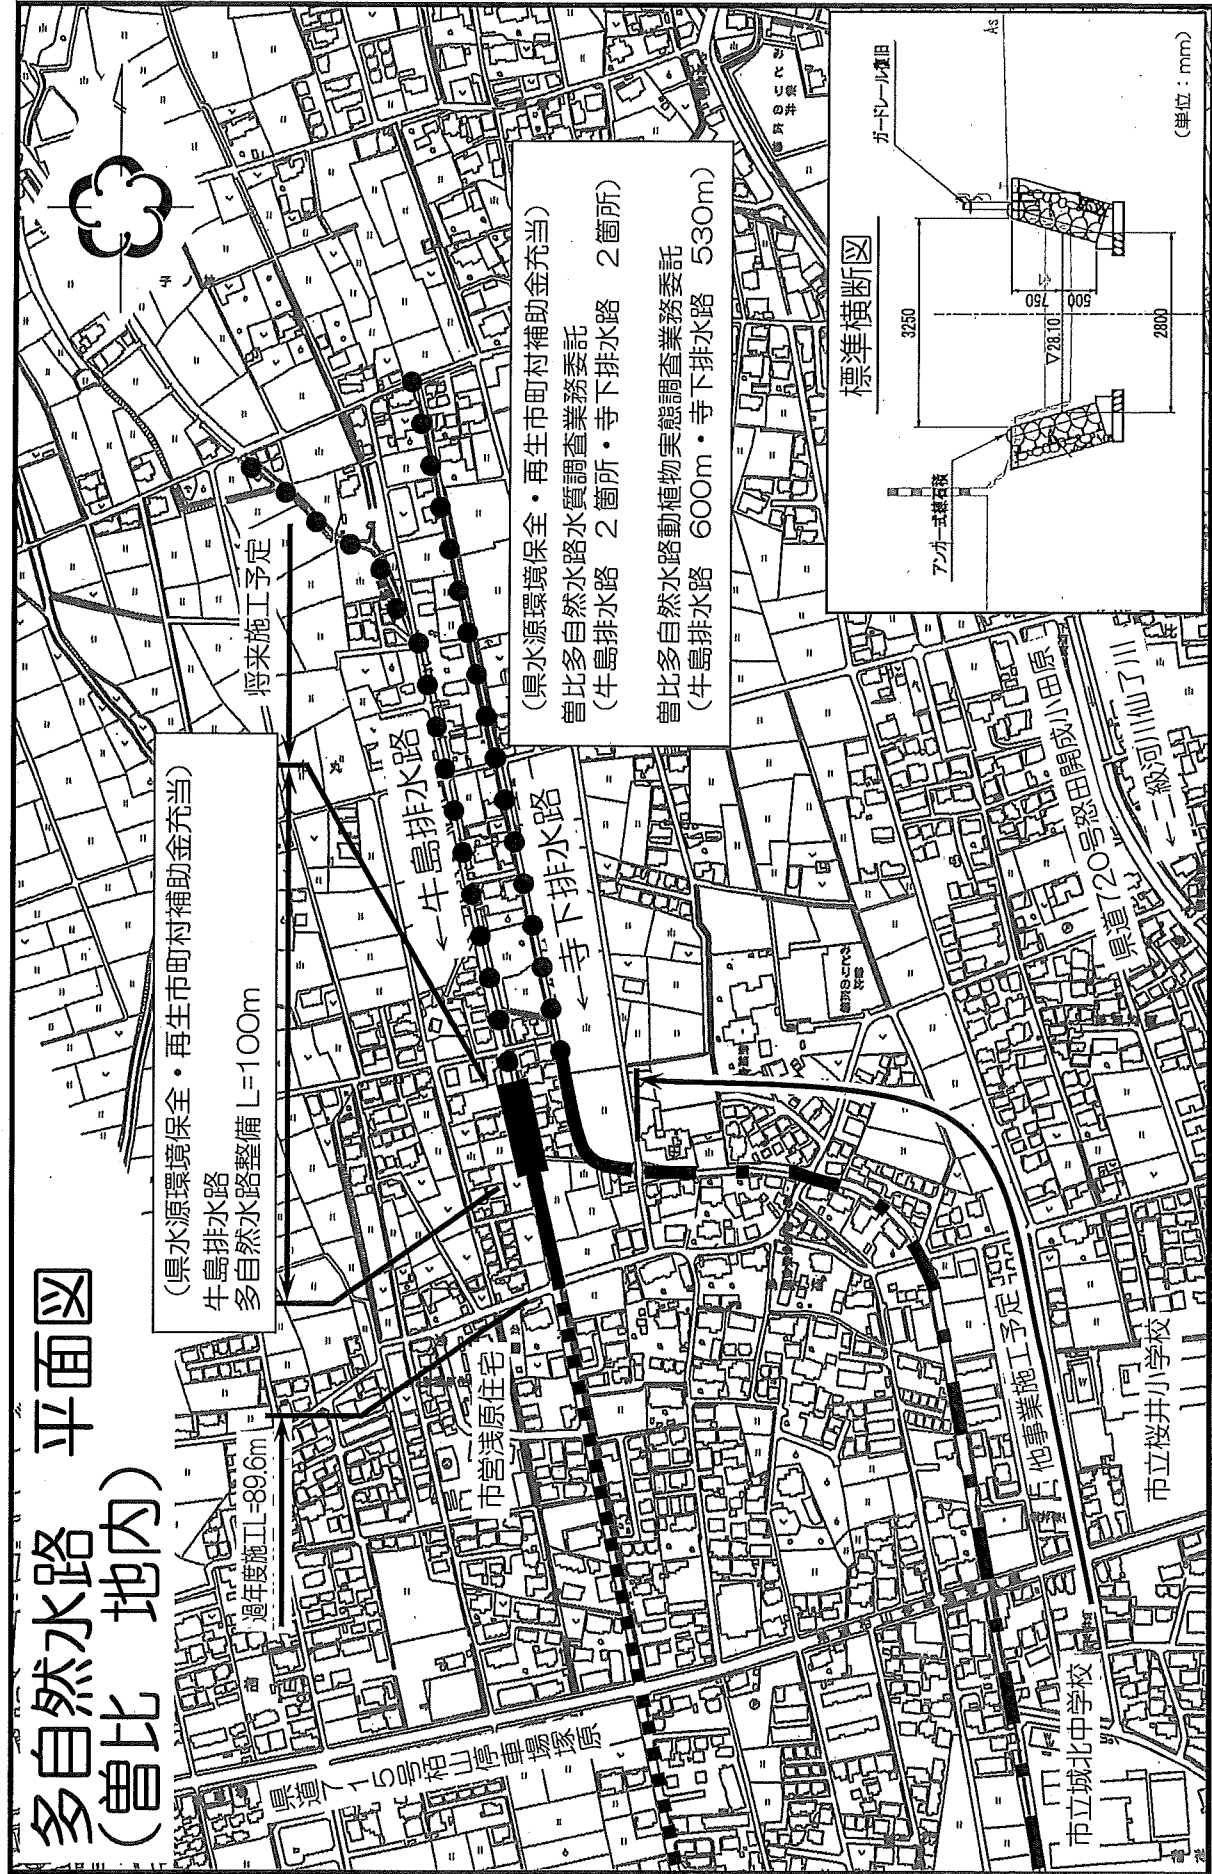 多自然水路 平面図
(曽比 地内)
過年度施工L=89.6m
(県水源環境保全・再生市町村補助金充当)
牛島排水路
多自然水路整備 L=100m
将来施工予定
(県水源環境保全・再生市町村補助金充当)
曽比多自然水路水質調査業務委託
(牛島排水路 2箇所・寺下排水路 2箇所)
曽比多自然水路動植物実態調査業務委託
(牛島排水路 600m・寺下排水路 530m)
←牛島排水路
←寺下排水路
市営浅原住宅
県道715号栢山停車場塚原
他事業施工予定
市立城北中学校
市立桜井小学校
県道720号怒田開成小田原
←二級河川仙了川
標準横断図
ガードレール復旧
As
アンカー式練石積
3250
750
500
▽28.10
2800
(単位:mm)